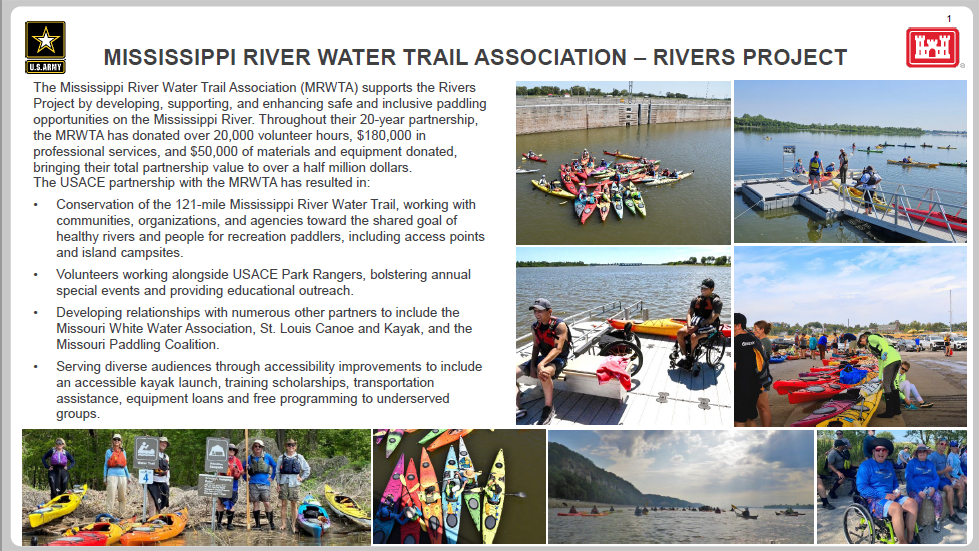 1
U.S.ARMY
MISSISSIPPI RIVER WATER TRAIL ASSOCIATION – RIVERS PROJECT
The Mississippi River Water Trail Association (MRWTA) supports the Rivers
Project by developing, supporting, and enhancing safe and inclusive paddling
opportunities on the Mississippi River. Throughout their 20-year partnership,
the MRWTA has donated over 20,000 volunteer hours, $180,000 in
professional services, and $50,000 of materials and equipment donated,
bringing their total partnership value to over a half million dollars.
The USACE partnership with the MRWTA has resulted in:
• Conservation of the 121-mile Mississippi River Water Trail, working with
communities, organizations, and agencies toward the shared goal of
healthy rivers and people for recreation paddlers, including access points
and island campsites.
• Volunteers working alongside USACE Park Rangers, bolstering annual
special events and providing educational outreach.
• Developing relationships with numerous other partners to include the
Missouri White Water Association, St. Louis Canoe and Kayak, and the
Missouri Paddling Coalition.
• Serving diverse audiences through accessibility improvements to include
an accessible kayak launch, training scholarships, transportation
assistance, equipment loans and free programming to underserved
groups.
Water Trail
4